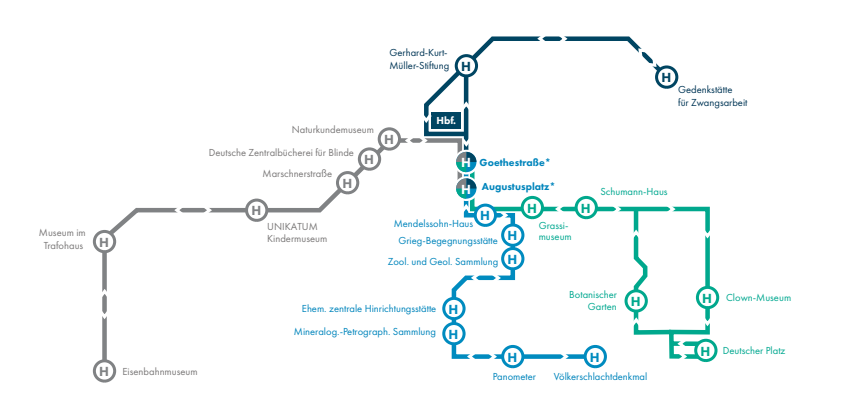 Gerhard-Kurt-
Müller-Stiftung
H
H
Gedenkstätte
für Zwangsarbeit
Hbf.
Naturkundemuseum
H
Deutsche Zentralbücherei für Blinde
H
H
Goethestraße*
Marschnerstraße
H
H
Augustusplatz*
Schumann-Haus
H
UNIKATUM
Kindermuseum
Mendelssohn-Haus
H
H
Grassi-
museum
H
Museum im
Trafohaus
H
Grieg-Begegnungsstätte
H
Zool. und Geol. Sammlung
H
Botanischer
Garten
H
H
Clown-Museum
Ehem. zentrale Hinrichtungsstätte
H
Mineralog.-Petrograph. Sammlung
H
H
Deutscher Platz
H
Eisenbahnmuseum
H
Panometer
H
Völkerschlachtdenkmal